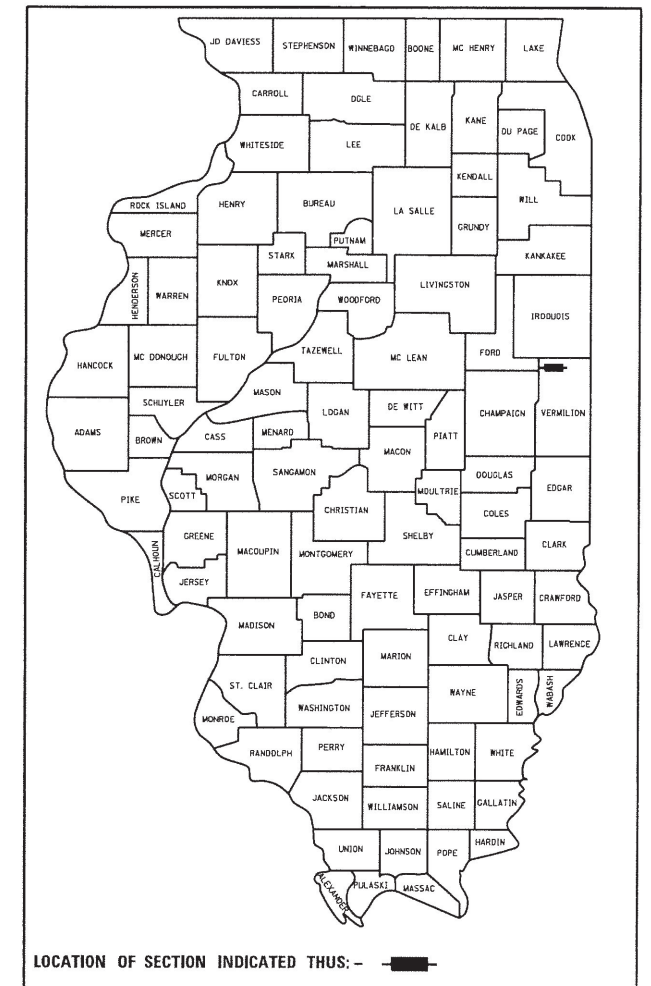 JO DAVIESS
STEPHENSON
WINNEBAGO
BOONE
MC HENRY
LAKE
CARROLL
OGLE
DE KALB
KANE
DU PAGE
COOK
WHITESIDE
LEE
KENDALL
WILL
ROCK ISLAND
HENRY
BUREAU
LA SALLE
GRUNDY
MERCER
PUTNAM
STARK
MARSHALL
KANKAKEE
HENDERSON
WARREN
KNOX
PEORIA
WOODFORD
LIVINGSTON
IROQUOIS
HANCOCK
MC DONOUGH
FULTON
TAZEWELL
MC LEAN
FORD
MASON
SCHUYLER
LOGAN
DE WITT
CHAMPAIGN
VERMILION
ADAMS
BROWN
CASS
MENARD
MACON
PIATT
MORGAN
SANGAMON
DOUGLAS
EDGAR
PIKE
SCOTT
CHRISTIAN
MOULTRIE
COLES
GREENE
MACOUPIN
MONTGOMERY
SHELBY
CUMBERLAND
CLARK
CALHOUN
JERSEY
FAYETTE
EFFINGHAM
JASPER
CRAWFORD
MADISON
BOND
CLAY
RICHLAND
LAWRENCE
CLINTON
MARION
ST. CLAIR
WAYNE
EDWARDS
WABASH
WASHINGTON
JEFFERSON
MONROE
RANDOLPH
PERRY
HAMILTON
WHITE
FRANKLIN
JACKSON
WILLIAMSON
SALINE
GALLATIN
UNION
JOHNSON
POPE
HARDIN
ALEXANDER
PULASKI
MASSAC
LOCATION OF SECTION INDICATED THUS: -